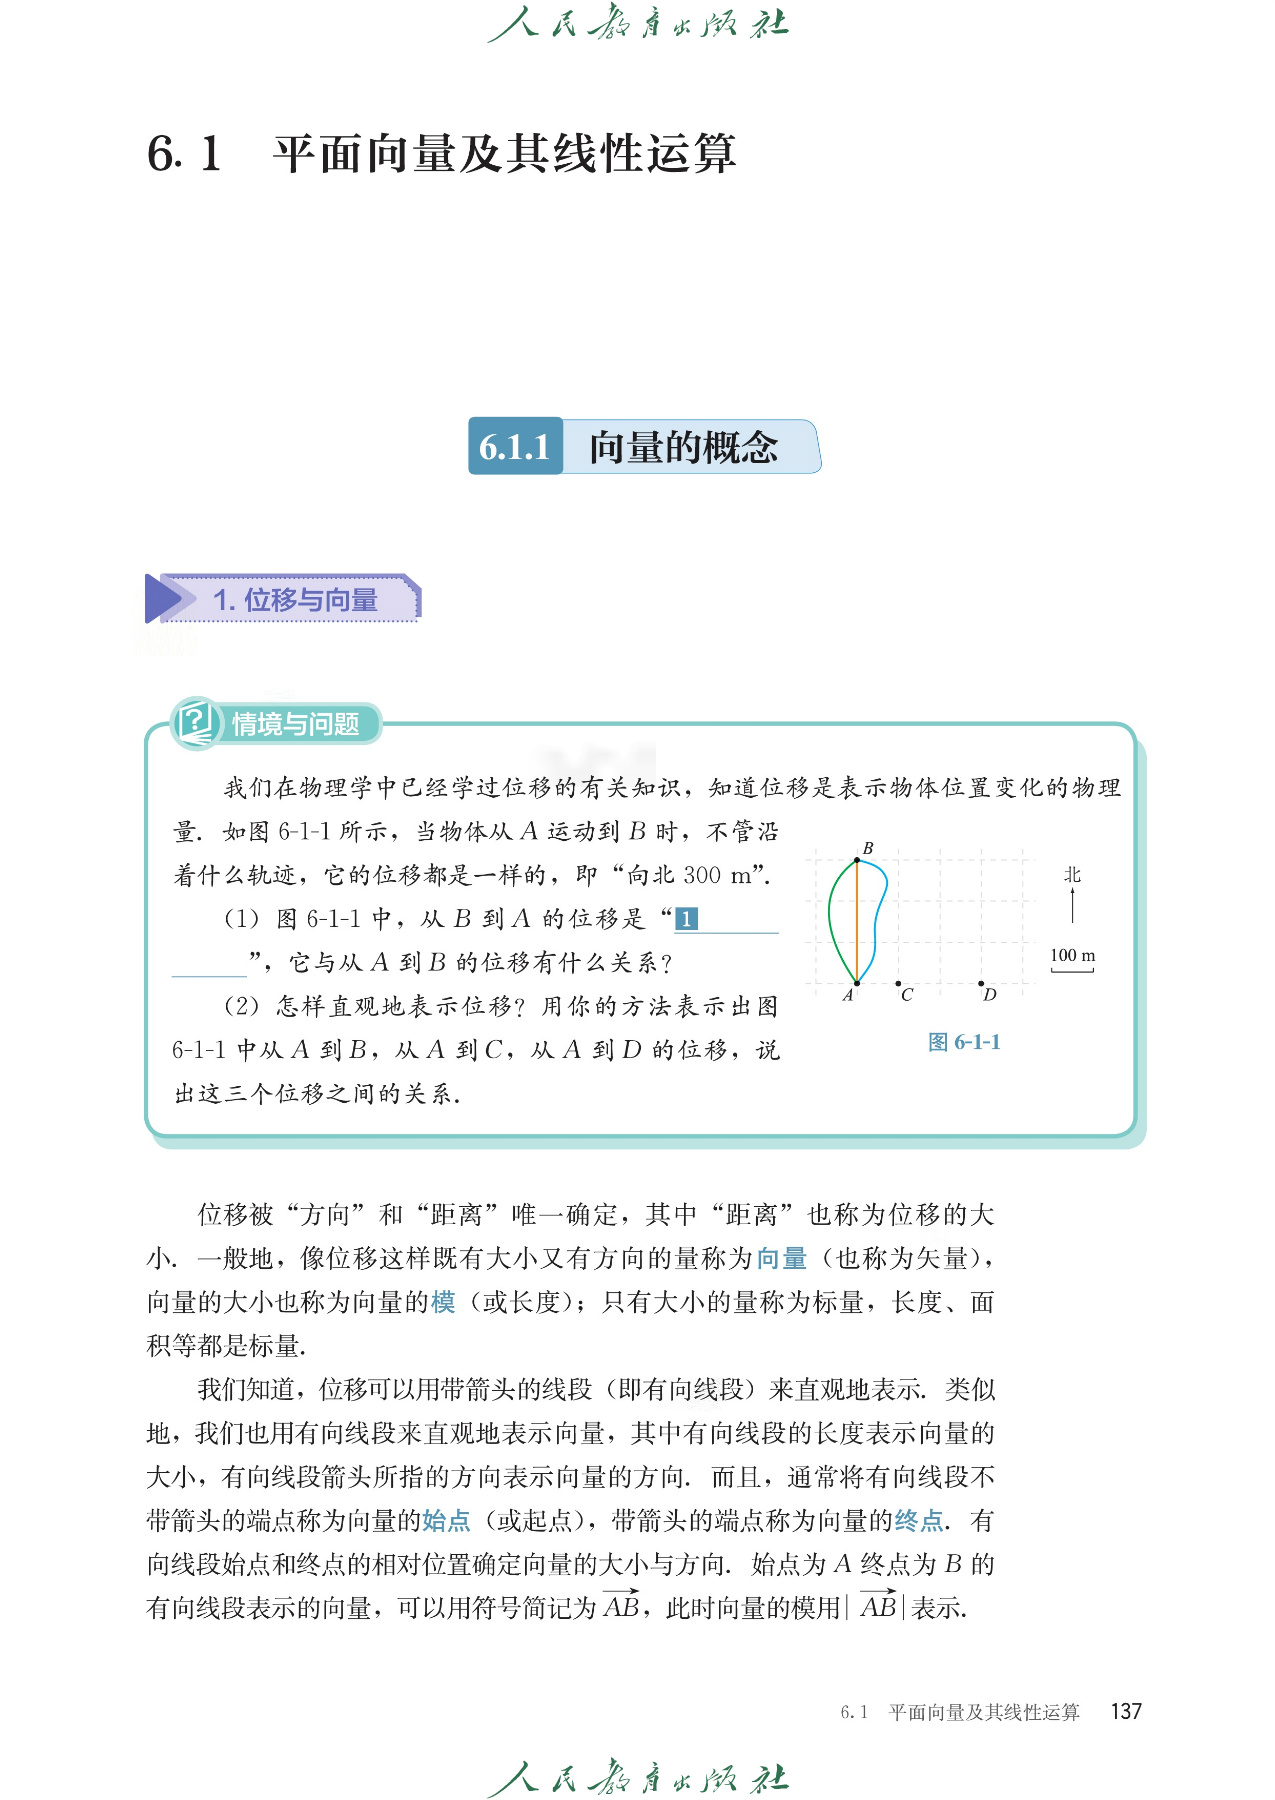 人民教育出版社
6.1 平面向量及其线性运算
6.1.1 向量的概念
1. 位移与向量
情境与问题
我们在物理学中已经学过位移的有关知识，知道位移是表示物体位置变化的物理
量．如图 6-1-1 所示，当物体从 A 运动到 B 时，不管沿
着什么轨迹，它的位移都是一样的，即“向北 300 m”．
（1）图 6-1-1 中，从 B 到 A 的位移是“1
”，它与从 A 到 B 的位移有什么关系？
（2）怎样直观地表示位移？用你的方法表示出图
6-1-1 中从 A 到 B，从 A 到 C，从 A 到 D 的位移，说
出这三个位移之间的关系．
B
北
100 m
A
C
D
图 6-1-1
位移被“方向”和“距离”唯一确定，其中“距离”也称为位移的大
小．一般地，像位移这样既有大小又有方向的量称为向量（也称为矢量），
向量的大小也称为向量的模（或长度）；只有大小的量称为标量，长度、面
积等都是标量．
我们知道，位移可以用带箭头的线段（即有向线段）来直观地表示．类似
地，我们也用有向线段来直观地表示向量，其中有向线段的长度表示向量的
大小，有向线段箭头所指的方向表示向量的方向．而且，通常将有向线段不
带箭头的端点称为向量的始点（或起点），带箭头的端点称为向量的终点．有
向线段始点和终点的相对位置确定向量的大小与方向．始点为 A 终点为 B 的
有向线段表示的向量，可以用符号简记为 $\overrightarrow{AB}$，此时向量的模用 |$\overrightarrow{AB}$| 表示．
6.1 平面向量及其线性运算 137
人民教育出版社